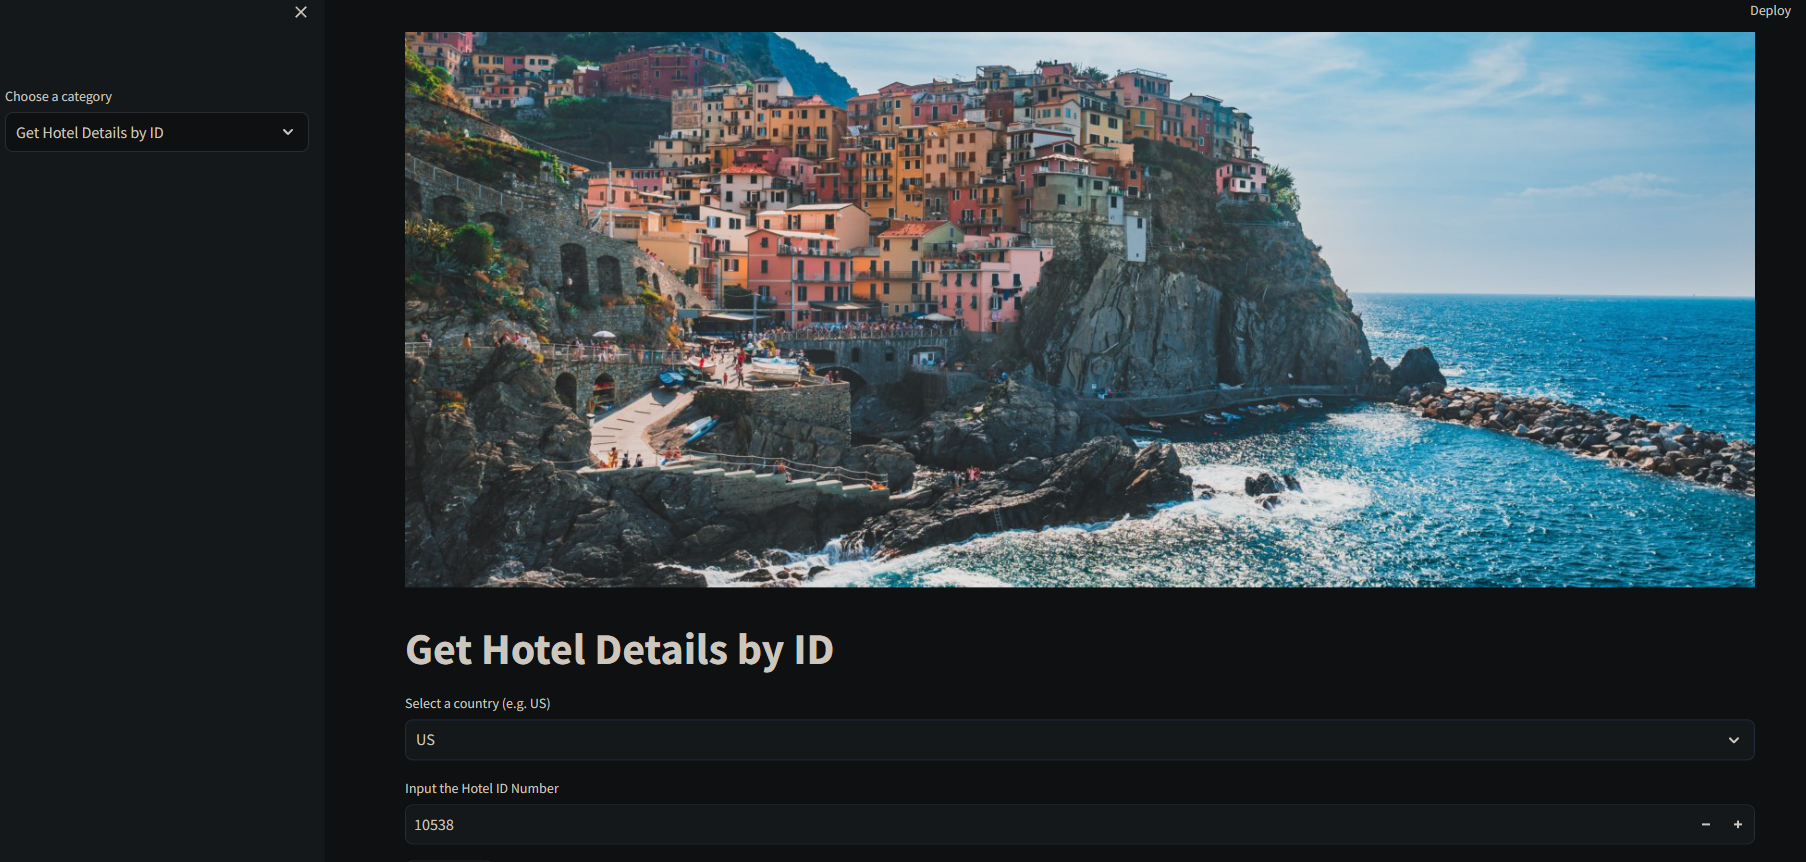 Deploy
Choose a category
Get Hotel Details by ID
Get Hotel Details by ID
Select a country (e.g. US)
US
Input the Hotel ID Number
10538